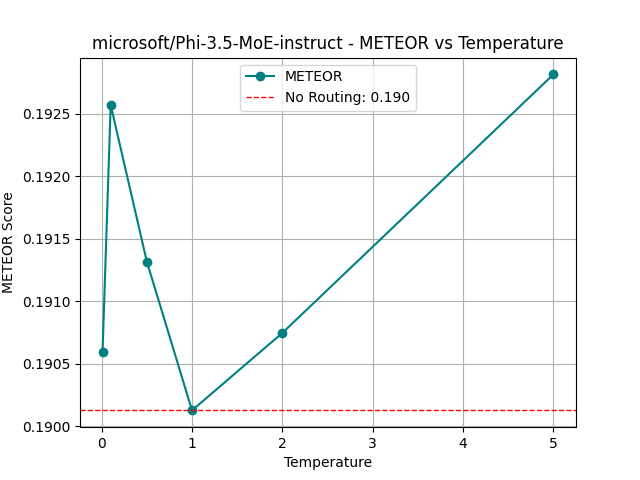 microsoft/Phi-3.5-MoE-instruct - METEOR vs Temperature
METEOR
No Routing: 0.190
METEOR Score
0.1925
0.1920
0.1915
0.1910
0.1905
0.1900
0 1 2 3 4 5
Temperature